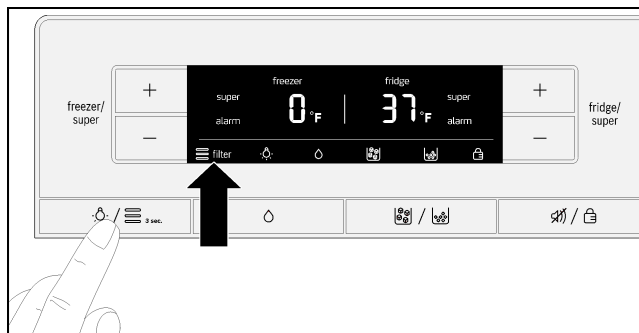 freezer
fridge
super
super
0°F
37°F
alarm
alarm
filter
freezer/
super
+
−
+
−
fridge/
super
/
3 sec.
/
/